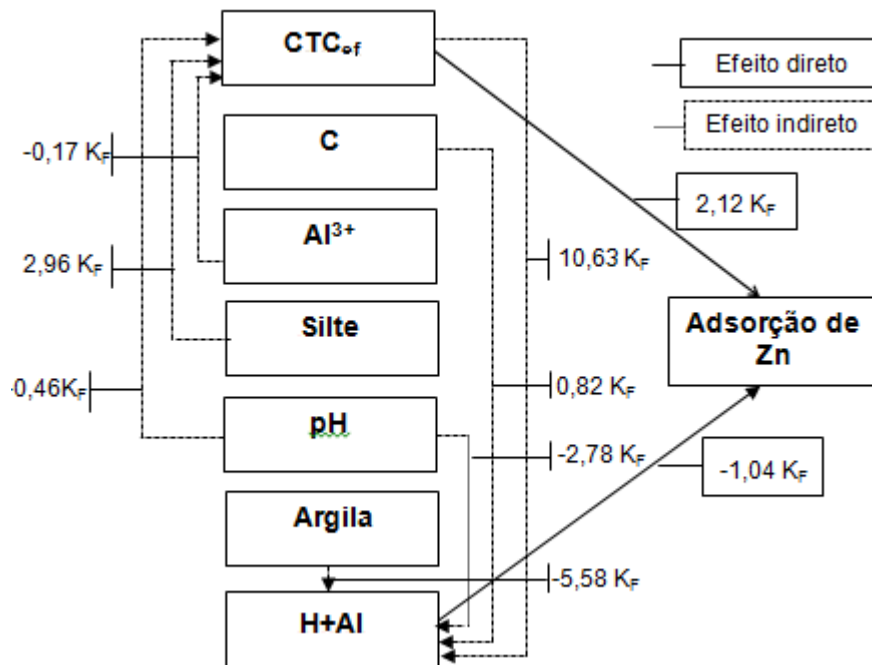 CTCef
Efeito direto
Efeito indireto
C
-0,17 KF
2,12 KF
Al3+
2,96 KF
10,63 KF
Silte
Adsorção de
Zn
-0,46KF
0,82 KF
pH
-2,78 KF
-1,04 KF
Argila
-5,58 KF
H+Al